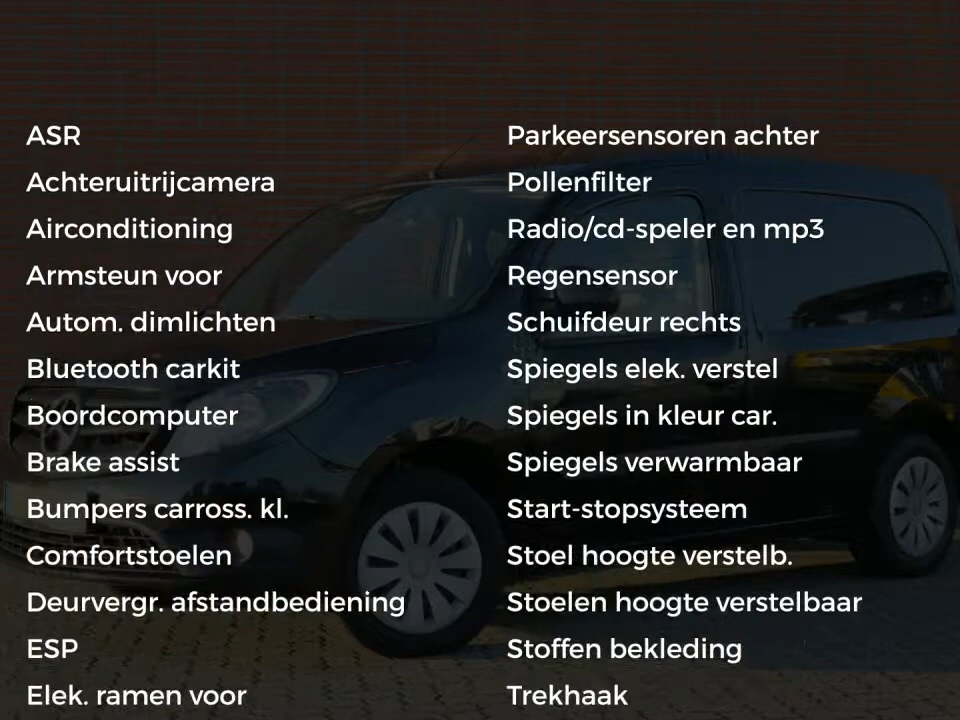 ASR
Achteruitrijcamera
Airconditioning
Armsteun voor
Autom. dimlichten
Bluetooth carkit
Boordcomputer
Brake assist
Bumpers carross. kl.
Comfortstoelen
Deurvergr. afstandbediening
ESP
Elek. ramen voor
Parkeersensoren achter
Pollenfilter
Radio/cd-speler en mp3
Regensensor
Schuifdeur rechts
Spiegels elek. verstel
Spiegels in kleur car.
Spiegels verwarmbaar
Start-stopsysteem
Stoel hoogte verstelb.
Stoelen hoogte verstelbaar
Stoffen bekleding
Trekhaak